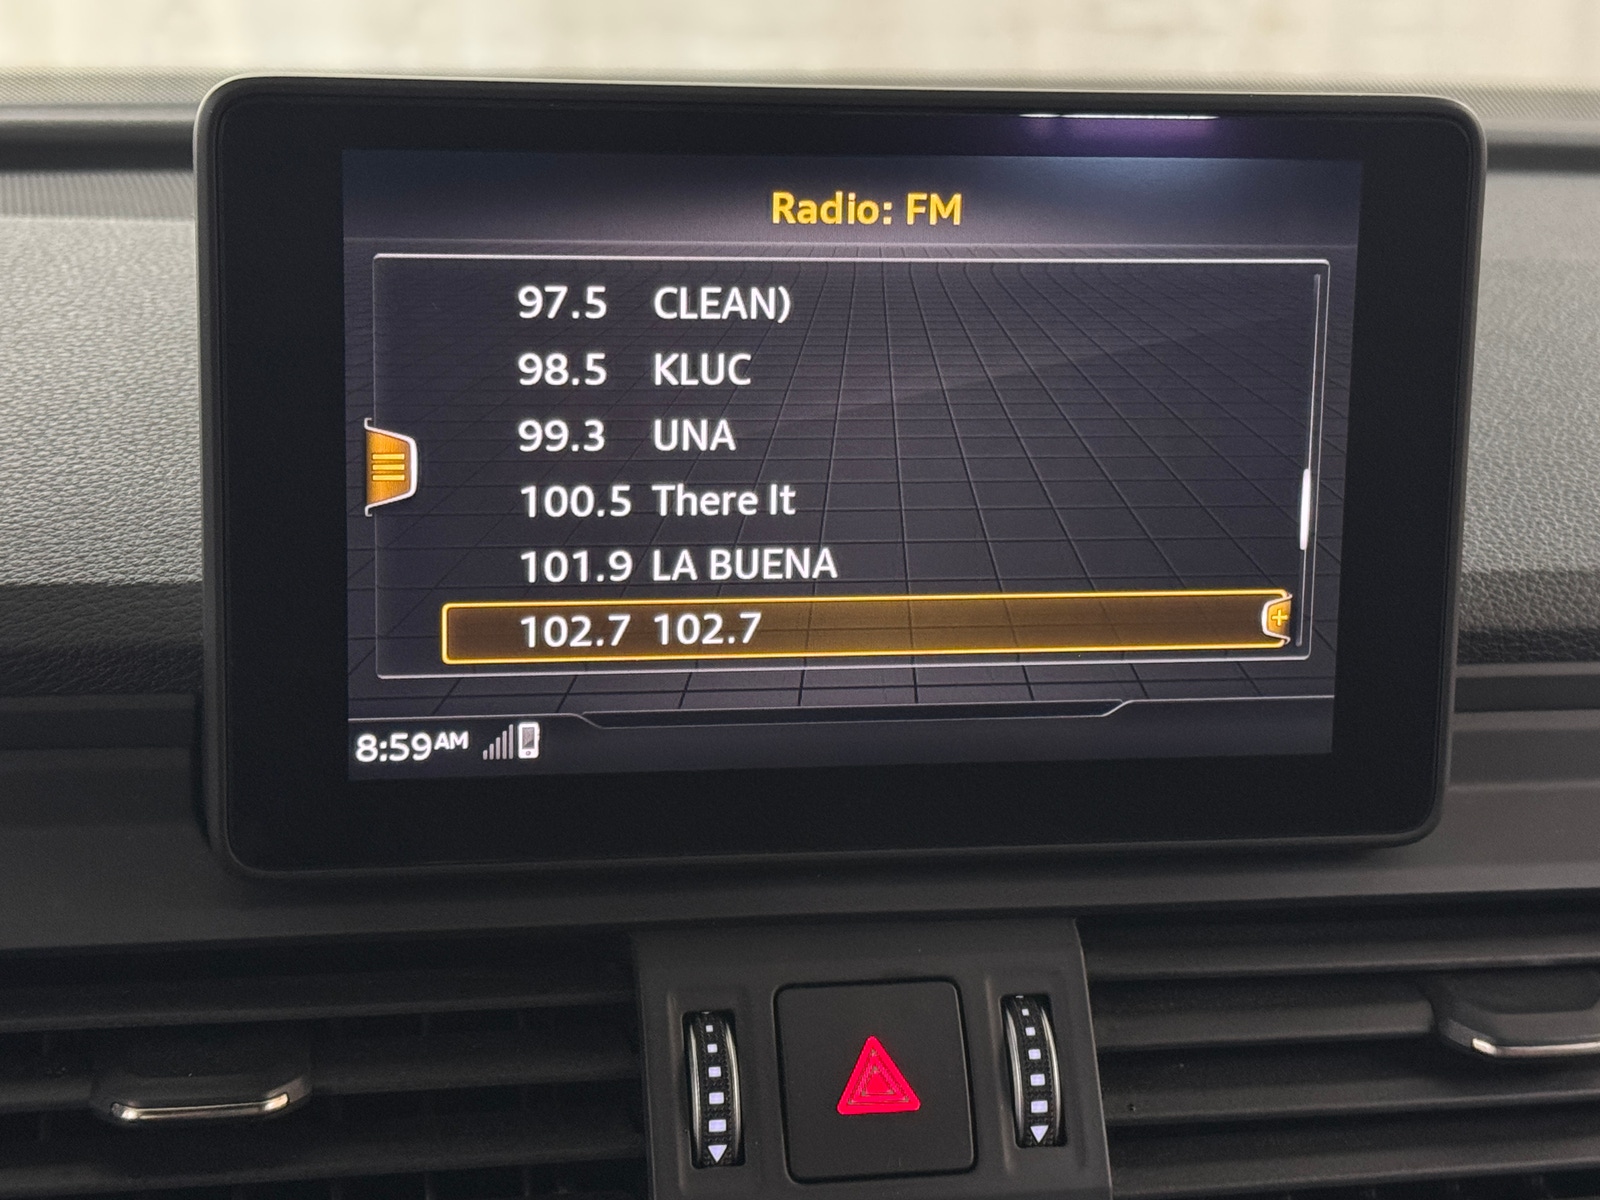 Radio: FM
97.5 CLEAN)
98.5 KLUC
99.3 UNA
100.5 There It
101.9 LA BUENA
102.7 102.7
8:59AM